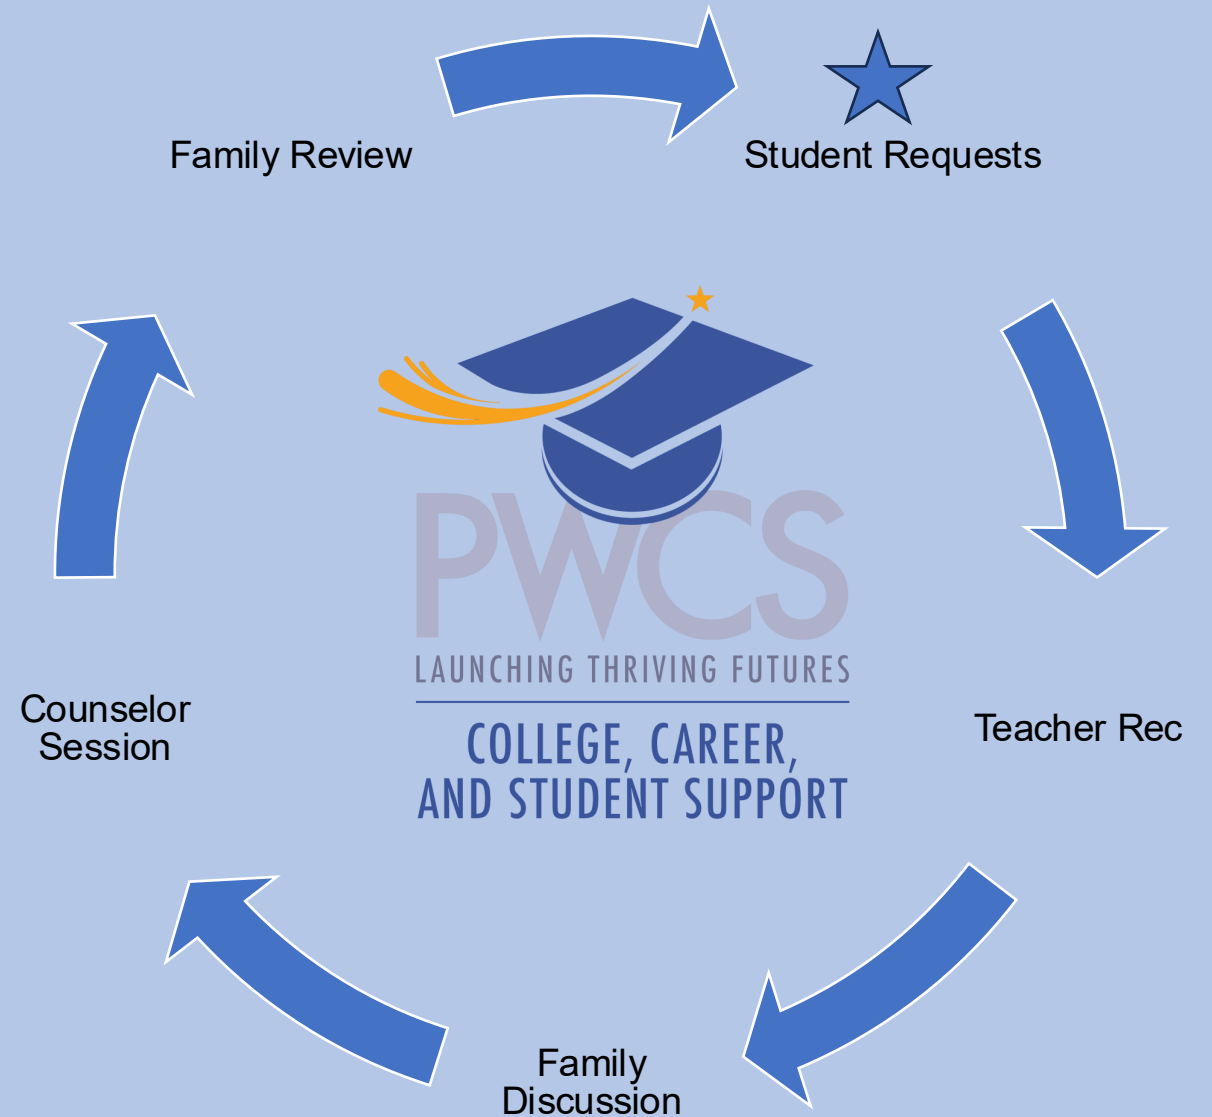 Family Review
Student Requests
PWCS
LAUNCHING THRIVING FUTURES
COLLEGE, CAREER,
AND STUDENT SUPPORT
Counselor
Session
Teacher Rec
Family
Discussion